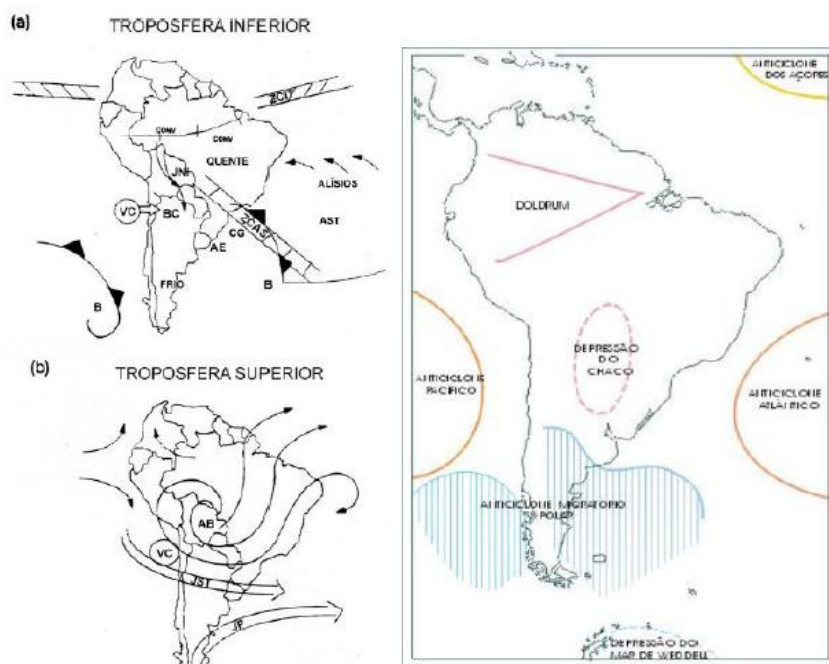 (a)
TROPOSFERA INFERIOR
ZCIT
CONV
CONV
QUENTE
JNI
ALÍSIOS
VC
BC
ZCAS
CG
AST
AE
FRIO
B
B
(b)
TROPOSFERA SUPERIOR
AB
VC
JST
JP
ANTICICLONE
DOS AÇORES
DOLDRUM
DEPRESSÃO
DO
CHACO
ANTICICLONE
PACÍFICO
ANTICICLONE
ATLÂNTICO
ANTICICLONE MIGRATÓRIO
POLAR
DEPRESSÃO DO
MAR DE WEDDELL